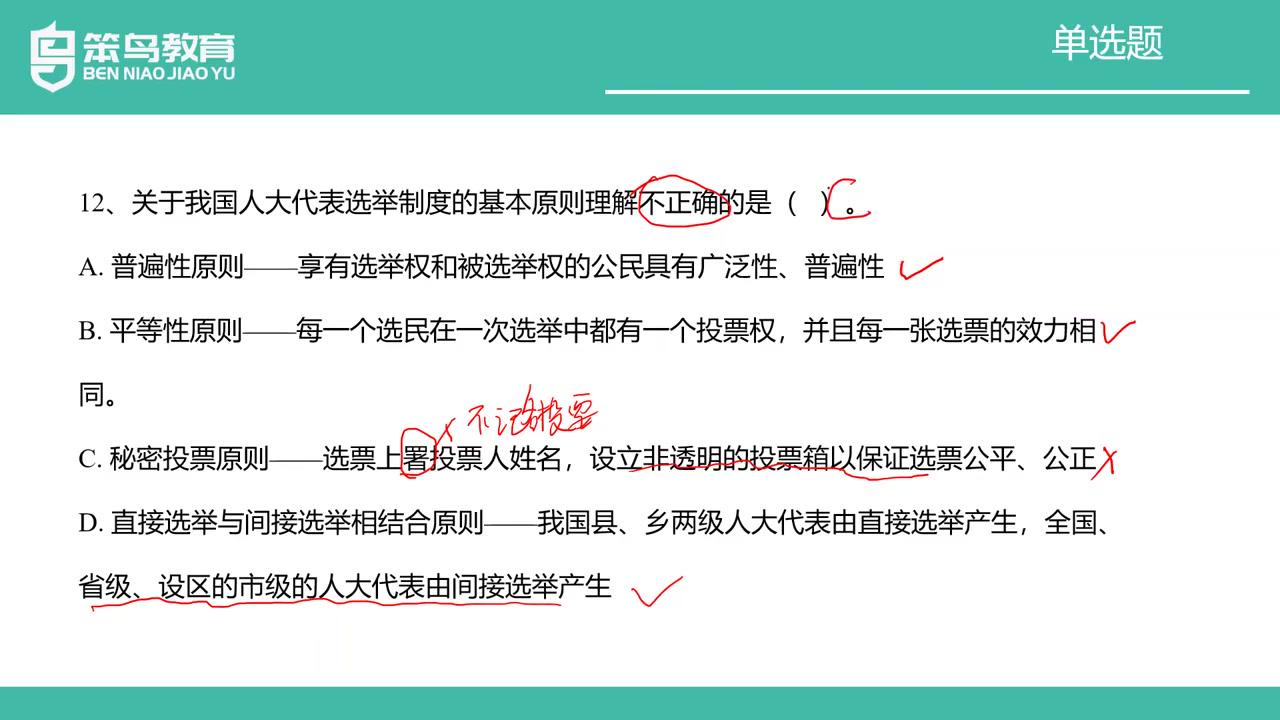 笨鸟教育
BEN NIAO JIAO YU
单选题
12、关于我国人大代表选举制度的基本原则理解不正确的是（ ）。
C
A. 普遍性原则——享有选举权和被选举权的公民具有广泛性、普遍性
B. 平等性原则——每一个选民在一次选举中都有一个投票权，并且每一张选票的效力相
同。
不记名投票
C. 秘密投票原则——选票上署投票人姓名，设立非透明的投票箱以保证选票公平、公正
D. 直接选举与间接选举相结合原则——我国县、乡两级人大代表由直接选举产生，全国、
省级、设区的市级的人大代表由间接选举产生